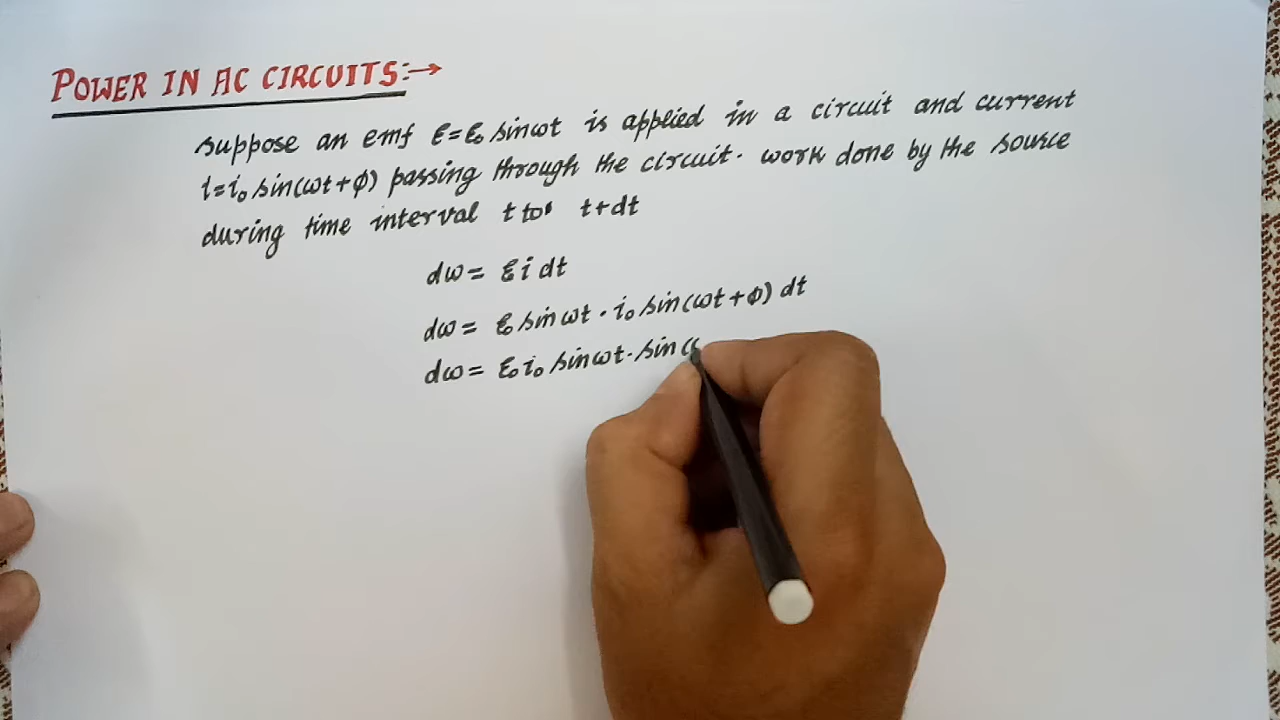 POWER IN AC CIRCUITS:→
suppose an emf ε=ε₀ sinωt is applied in a circuit and current
i=i₀ sin(ωt+φ) passing through the circuit. work done by the source
during time interval t to t+dt
dω= εi dt
dω= ε₀ sinωt · i₀ sin(ωt+φ) dt
dω= ε₀ i₀ sinωt · sin(